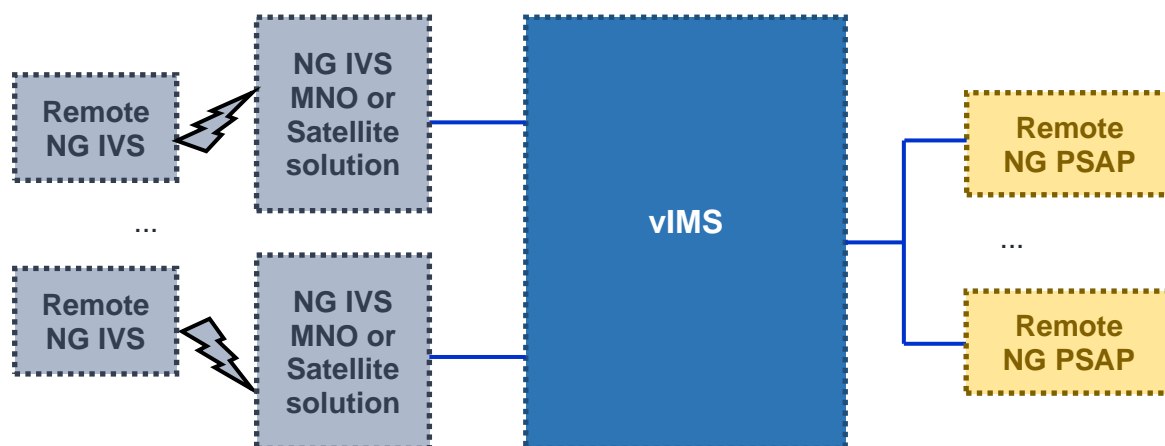 Remote
NG IVS
NG IVS
MNO or
Satellite
solution
...
Remote
NG IVS
NG IVS
MNO or
Satellite
solution
vIMS
Remote
NG PSAP
...
Remote
NG PSAP